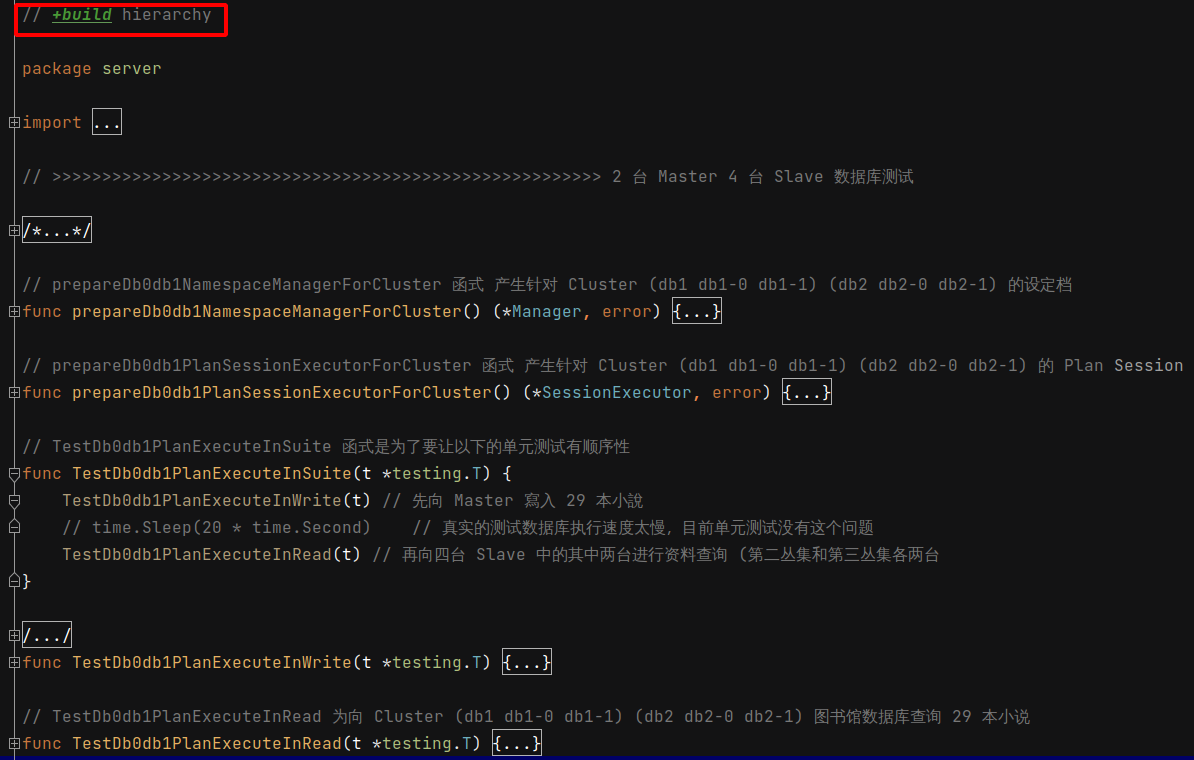 // +build hierarchy
package server
import ...
// >>>>>>>>>>>>>>>>>>>>>>>>>>>>>>>>>>>>>>>>>>>>>>>>>>>>>>> 2 台 Master 4 台 Slave 数据库测试
/*...*/
// prepareDb0db1NamespaceManagerForCluster 函式 产生针对 Cluster (db1 db1-0 db1-1) (db2 db2-0 db2-1) 的设定档
func prepareDb0db1NamespaceManagerForCluster() (*Manager, error) {...}
// prepareDb0db1PlanSessionExecutorForCluster 函式 产生针对 Cluster (db1 db1-0 db1-1) (db2 db2-0 db2-1) 的 Plan Session
func prepareDb0db1PlanSessionExecutorForCluster() (*SessionExecutor, error) {...}
// TestDb0db1PlanExecuteInSuite 函式是为了要让以下的单元测试有顺序性
func TestDb0db1PlanExecuteInSuite(t *testing.T) {
TestDb0db1PlanExecuteInWrite(t) // 先向 Master 寫入 29 本小說
// time.Sleep(20 * time.Second) // 真实的测试数据库执行速度太慢, 目前单元测试没有这个问题
TestDb0db1PlanExecuteInRead(t) // 再向四台 Slave 中的其中两台进行资料查询 (第二丛集和第三丛集各两台
}
/.../
func TestDb0db1PlanExecuteInWrite(t *testing.T) {...}
// TestDb0db1PlanExecuteInRead 为向 Cluster (db1 db1-0 db1-1) (db2 db2-0 db2-1) 图书馆数据库查询 29 本小说
func TestDb0db1PlanExecuteInRead(t *testing.T) {...}